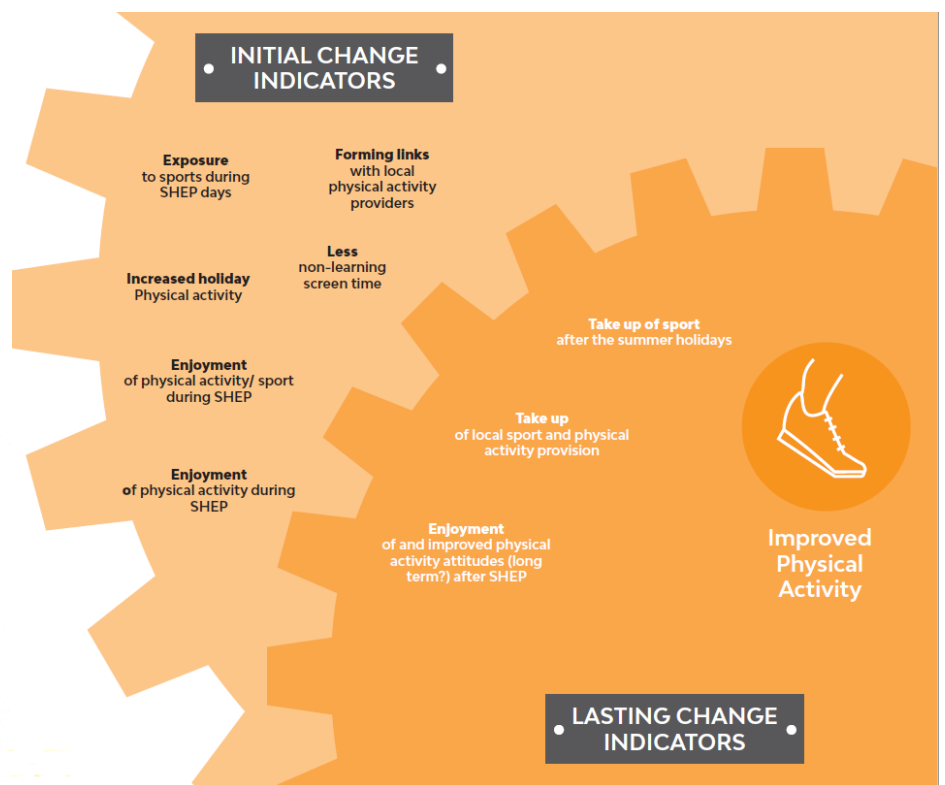 INITIAL CHANGE
INDICATORS
Exposure
to sports during
SHEP days
Forming links
with local
physical activity
providers
Less
non-learning
screen time
Increased holiday
Physical activity
Enjoyment
of physical activity/ sport
during SHEP
Enjoyment
of physical activity during
SHEP
Take up of sport
after the summer holidays
Take up
of local sport and physical
activity provision
Enjoyment
of and improved physical
activity attitudes (long
term?) after SHEP
Improved
Physical
Activity
LASTING CHANGE
INDICATORS